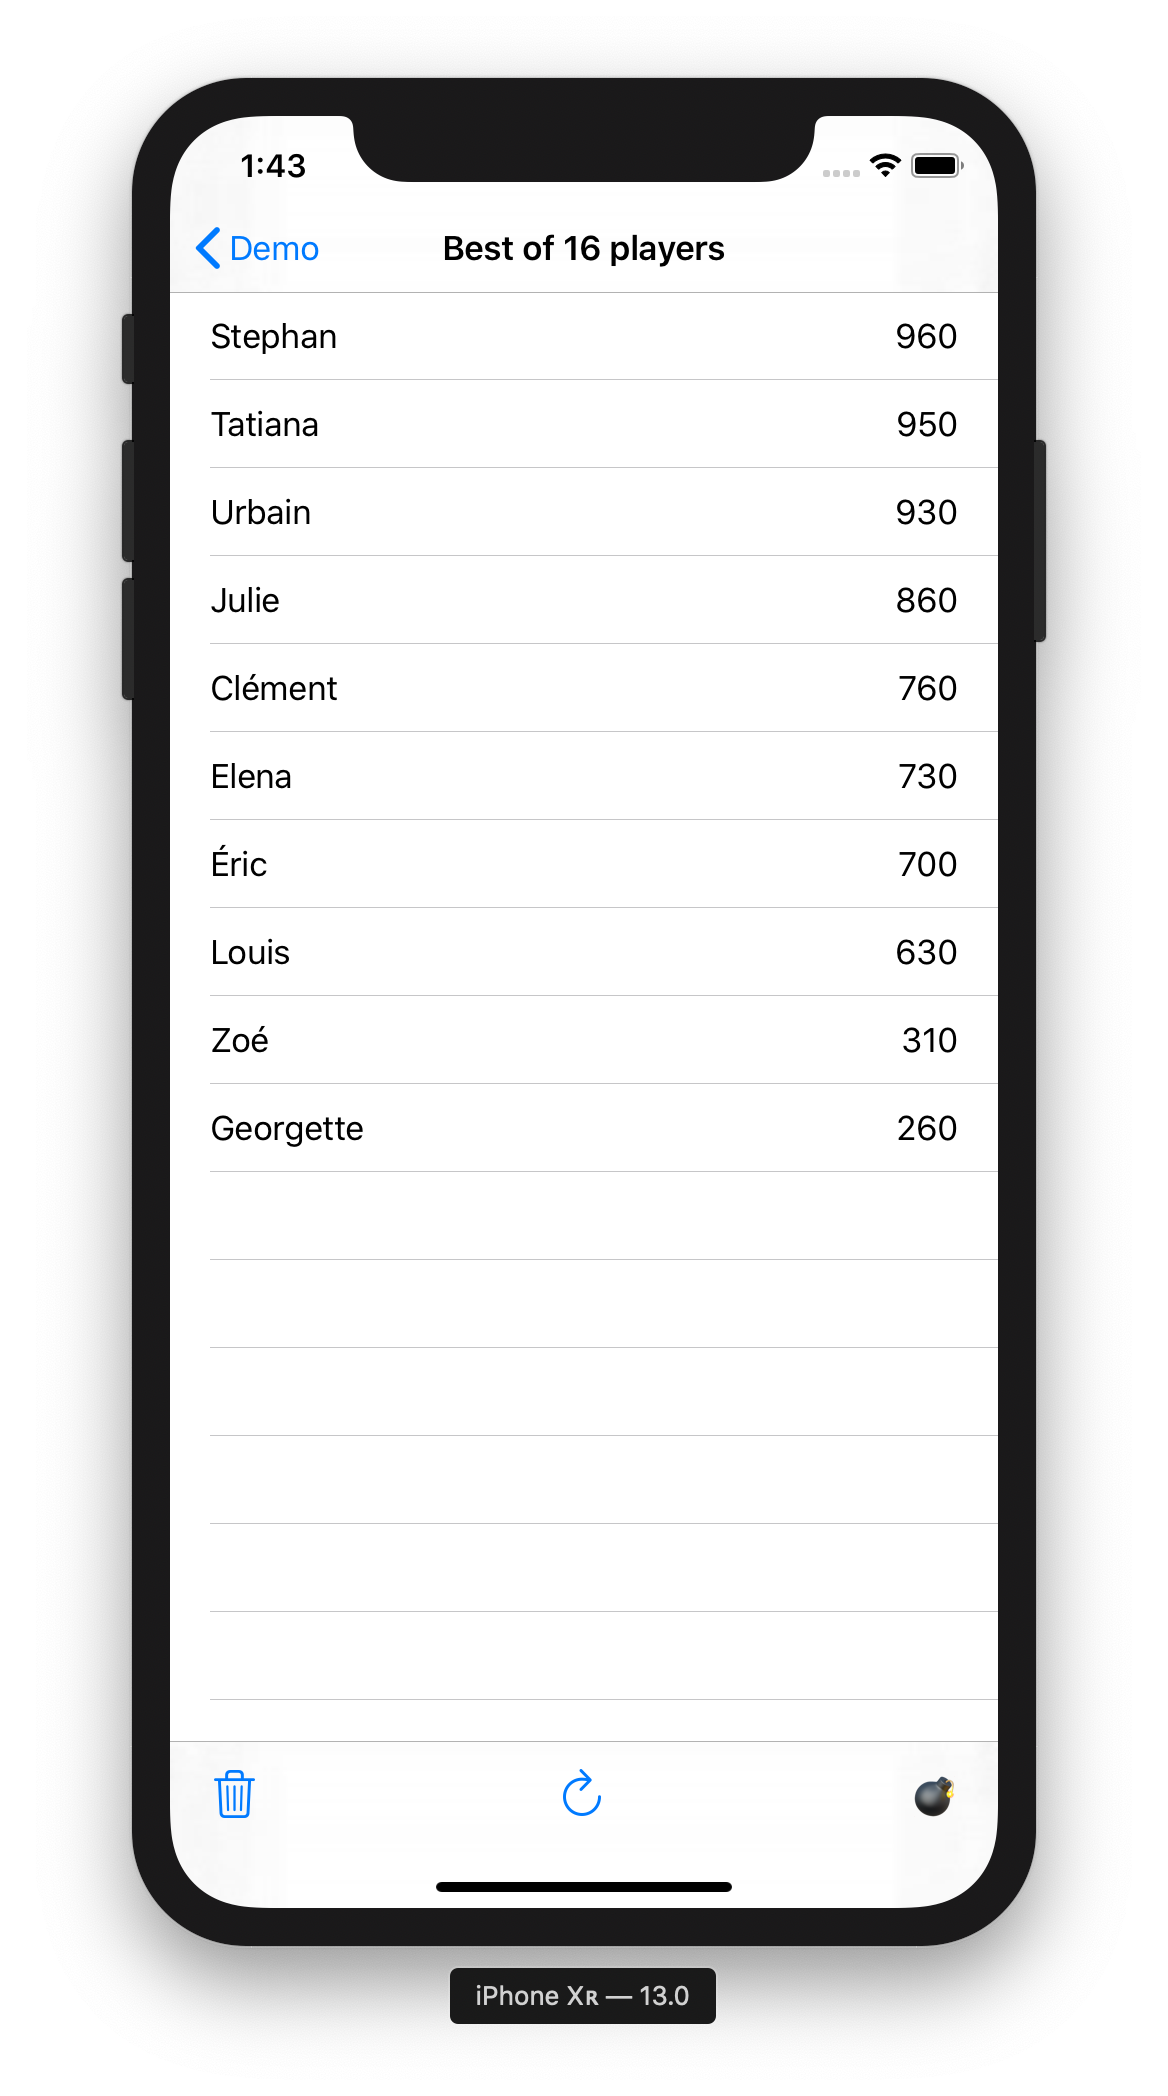 1:43
Demo
Best of 16 players
Stephan 960
Tatiana 950
Urbain 930
Julie 860
Clément 760
Elena 730
Éric 700
Louis 630
Zoé 310
Georgette 260
iPhone Xʀ — 13.0